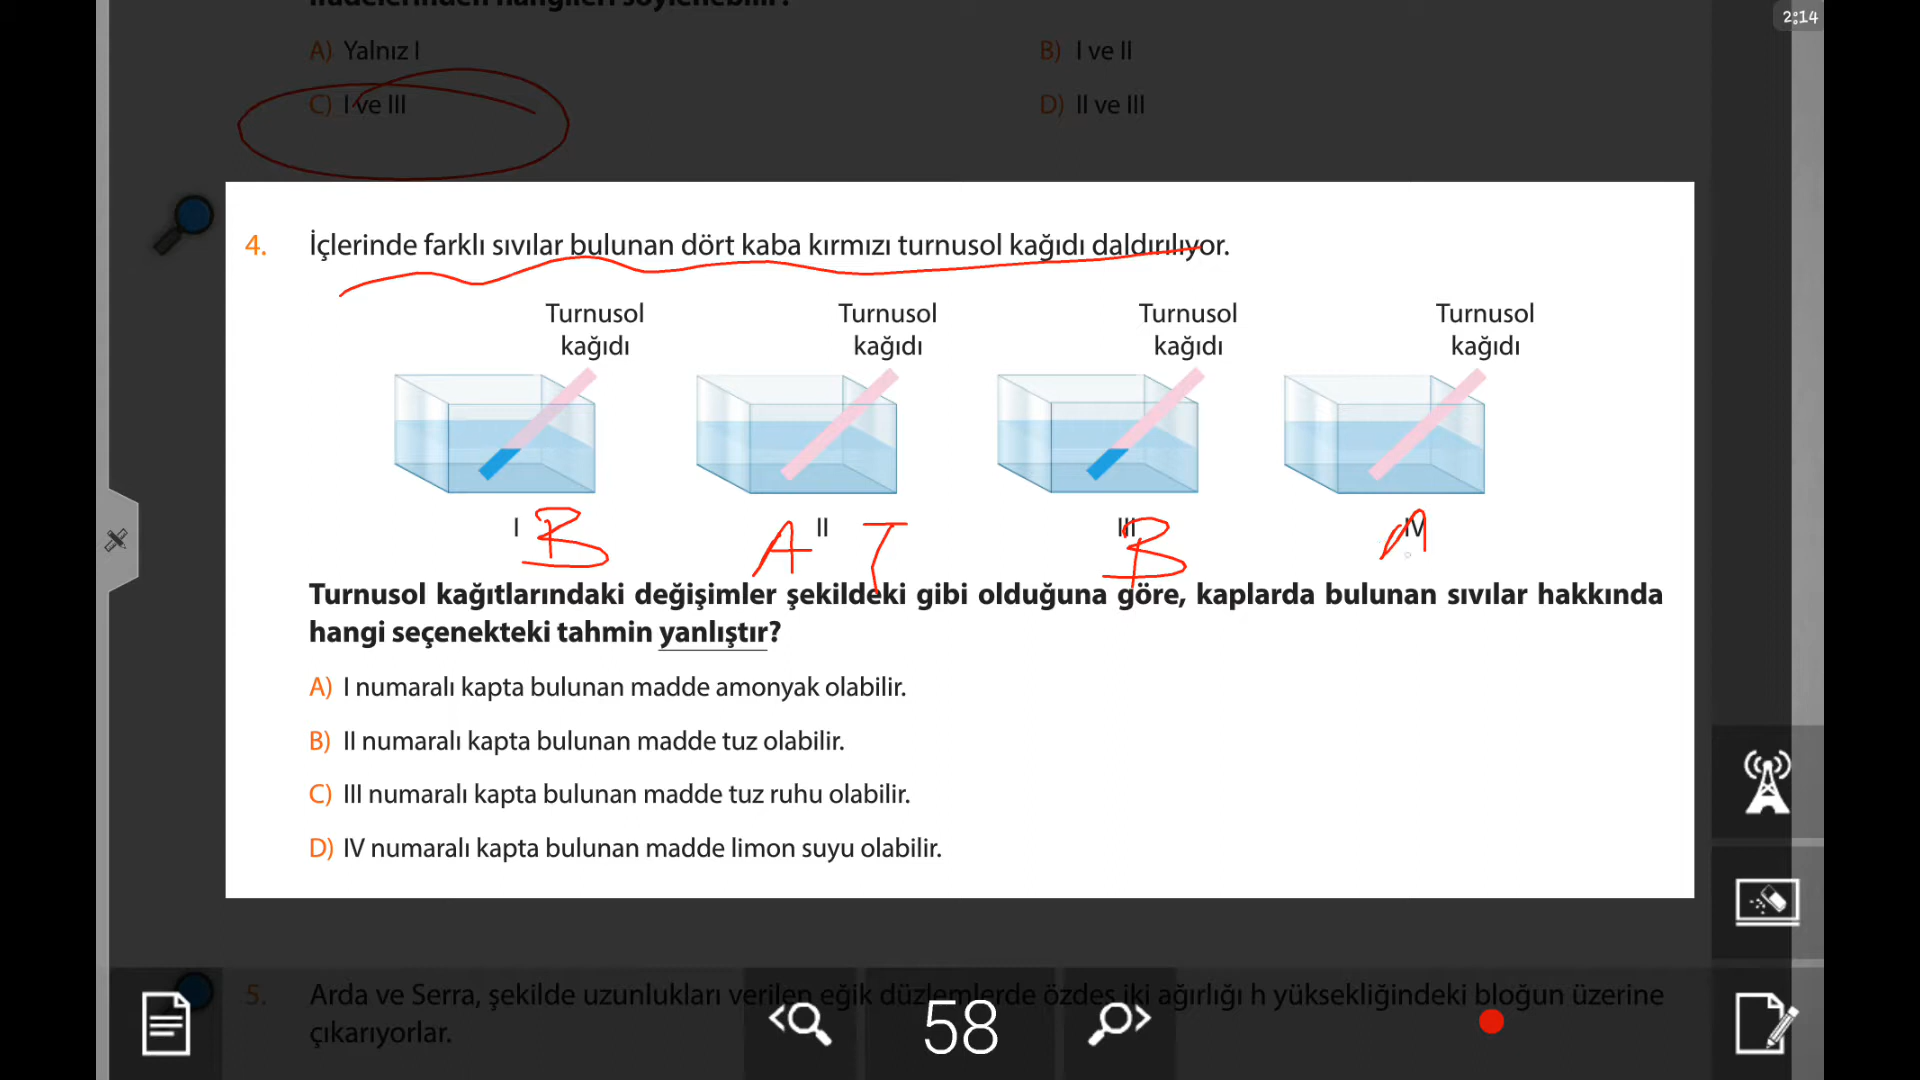 ifadelerinden hangileri söylenebilir?
2:14
A) Yalnız I
B) I ve II
C) I ve III
D) II ve III
4. İçlerinde farklı sıvılar bulunan dört kaba kırmızı turnusol kağıdı daldırılıyor.
Turnusol kağıdı
Turnusol kağıdı
Turnusol kağıdı
Turnusol kağıdı
I B
A II T
III B
IV A
Turnusol kağıtlarındaki değişimler şekildeki gibi olduğuna göre, kaplarda bulunan sıvılar hakkında
hangi seçenekteki tahmin yanlıştır?
A) I numaralı kapta bulunan madde amonyak olabilir.
B) II numaralı kapta bulunan madde tuz olabilir.
C) III numaralı kapta bulunan madde tuz ruhu olabilir.
D) IV numaralı kapta bulunan madde limon suyu olabilir.
5. Arda ve Serra, şekilde uzunlukları verilen eğik düzlemlerde özdeş iki ağırlığı h yüksekliğindeki bloğun üzerine
çıkarıyorlar.
58